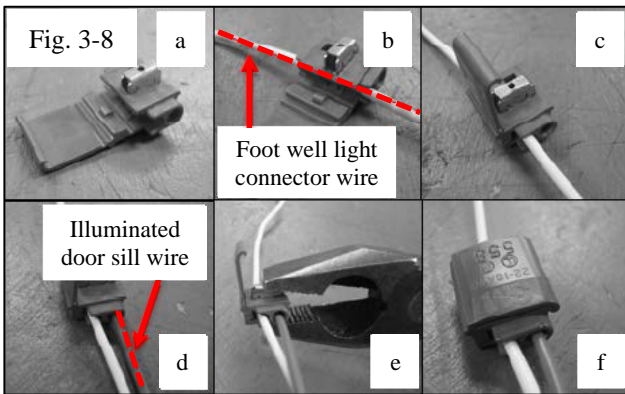 Fig. 3-8
a
b
c
Foot well light
connector wire
Illuminated
door sill wire
d
e
f